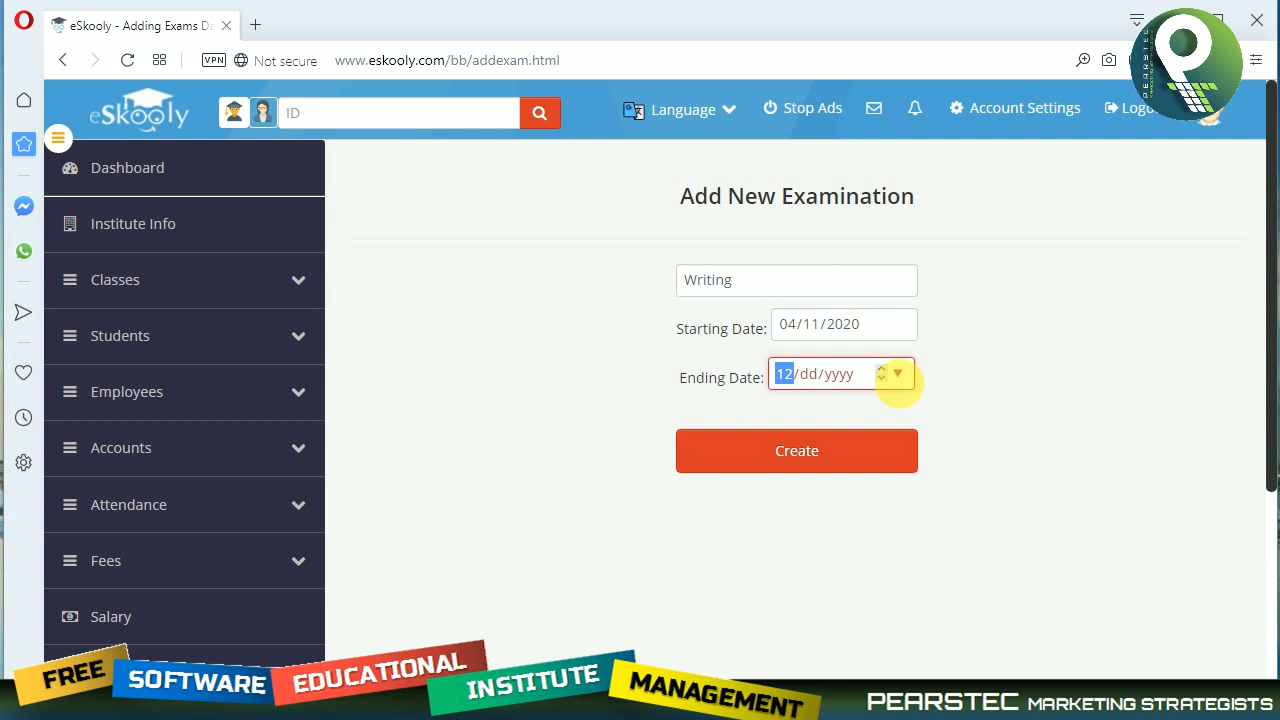 eSkooly - Adding Exams Da
VPN
Not secure
www.eskooly.com/bb/addexam.html
PEARSTEC
eSkooly
ID
Language
Stop Ads
Account Settings
Logo
Dashboard
Institute Info
Classes
Students
Employees
Accounts
Attendance
Fees
Salary
Add New Examination
Writing
Starting Date: 04/11/2020
Ending Date: 12/dd/yyyy
Create
FREE SOFTWARE EDUCATIONAL INSTITUTE MANAGEMENT
PEARSTEC MARKETING STRATEGISTS